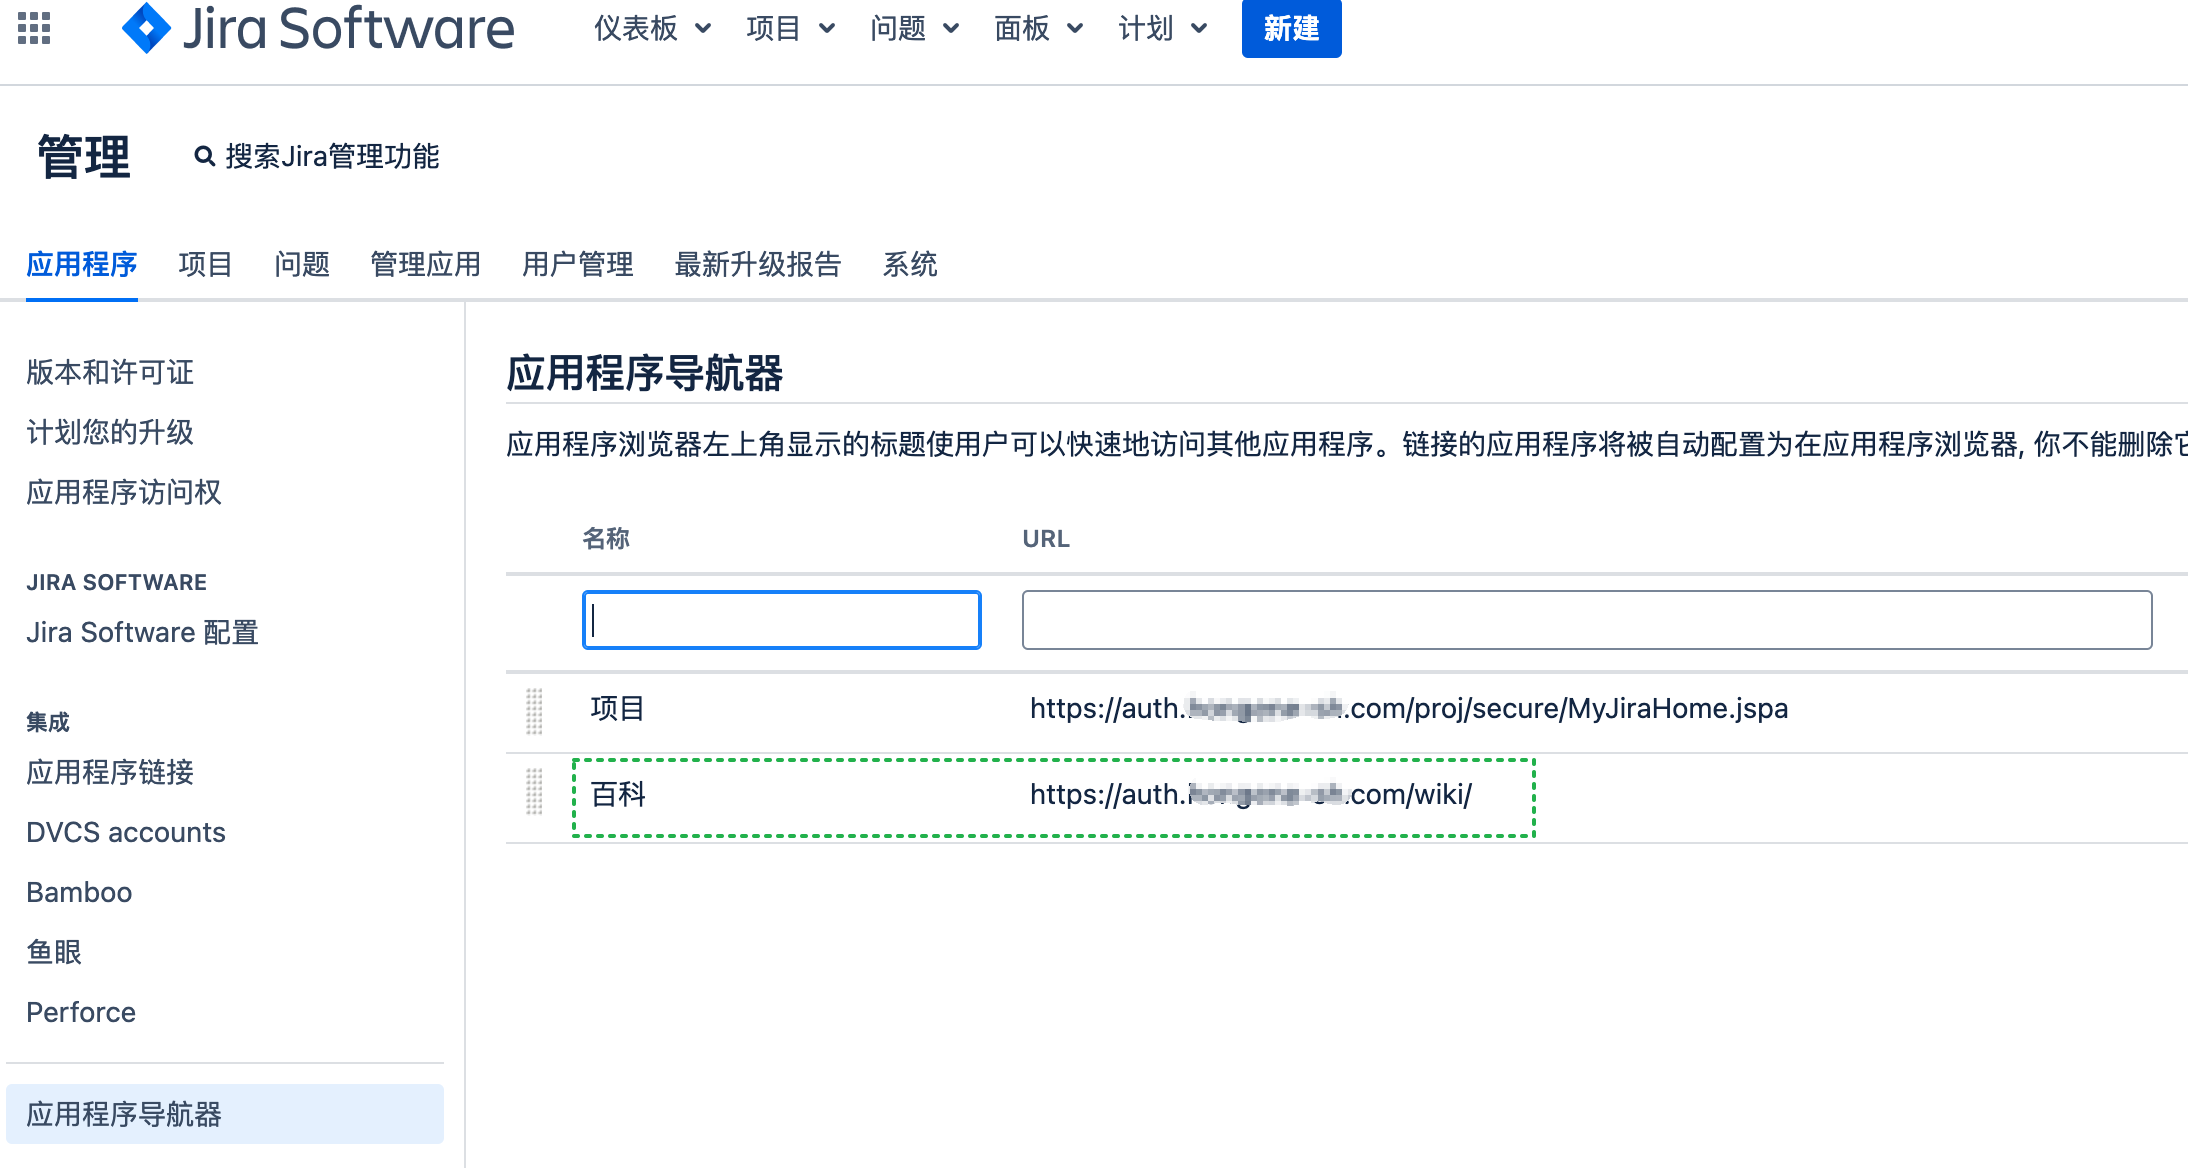 Jira Software 仪表板 项目 问题 面板 计划 新建
管理 搜索Jira管理功能
应用程序 项目 问题 管理应用 用户管理 最新升级报告 系统
版本和许可证
计划您的升级
应用程序访问权
JIRA SOFTWARE
Jira Software 配置
集成
应用程序链接
DVCS accounts
Bamboo
鱼眼
Perforce
应用程序导航器
应用程序导航器
应用程序浏览器左上角显示的标题使用户可以快速地访问其他应用程序。链接的应用程序将被自动配置为在应用程序浏览器, 你不能删除
名称 URL
项目 https://auth. .com/proj/secure/MyJiraHome.jspa
百科 https://auth. .com/wiki/